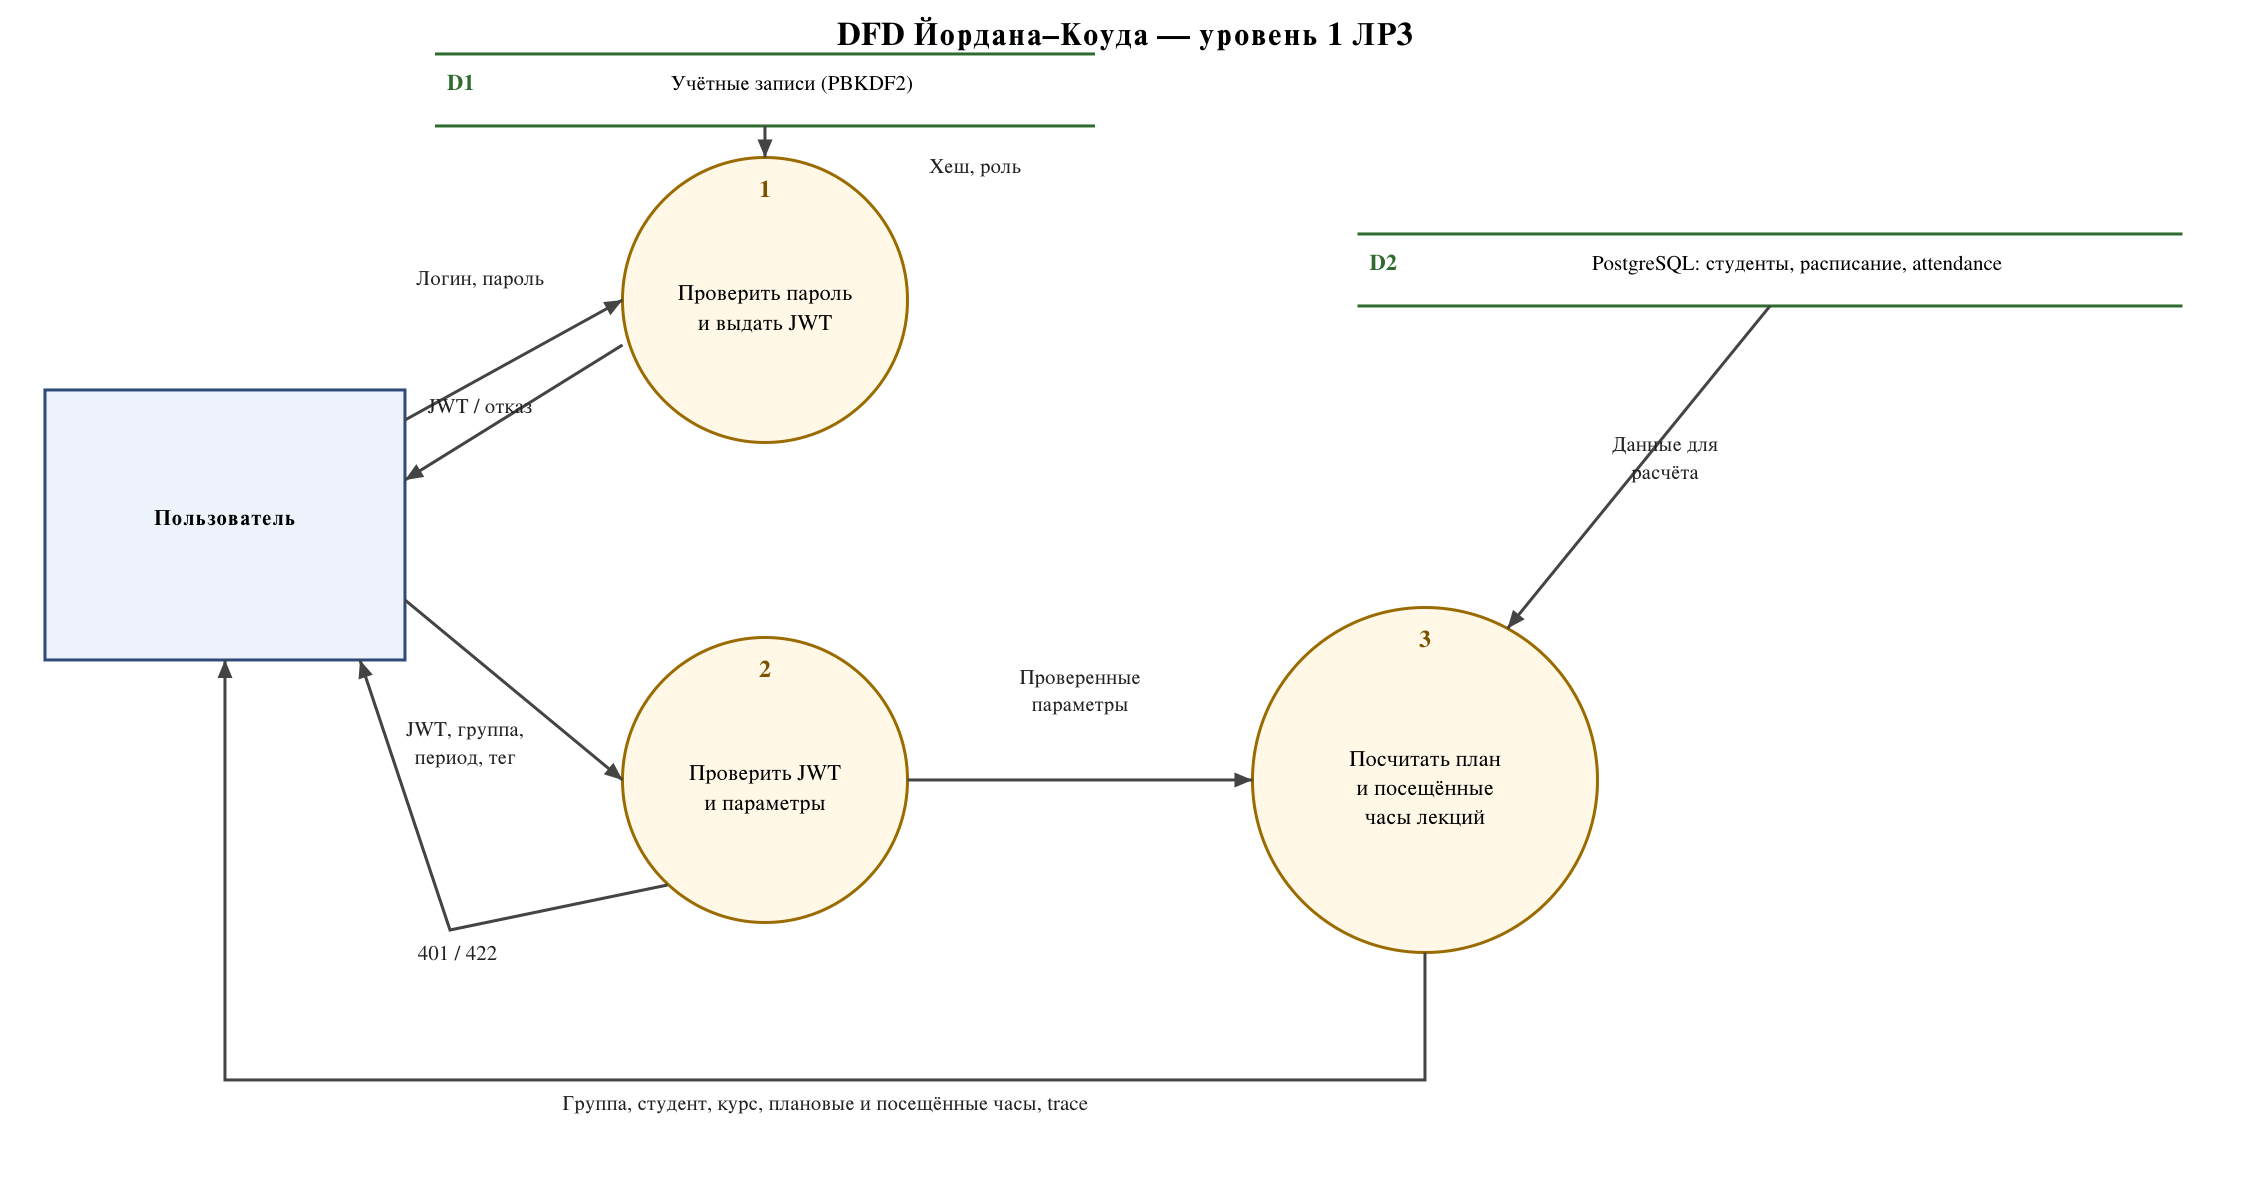 DFD Йордана–Коуда — уровень 1 ЛР3
D1
Учётные записи (PBKDF2)
Хеш, роль
1
Проверить пароль
и выдать JWT
Логин, пароль
JWT / отказ
D2
PostgreSQL: студенты, расписание, attendance
Данные для
расчёта
Пользователь
JWT, группа,
период, тег
2
Проверить JWT
и параметры
Проверенные
параметры
3
Посчитать план
и посещённые
часы лекций
401 / 422
Группа, студент, курс, плановые и посещённые часы, trace